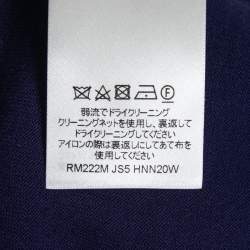 弱流でドライクリーニング
クリーニングネットを使用し、裏返して
ドライクリーニングしてください
アイロンの際は裏返しにしてあて布を
使用してください
RM222M JS5 HNN20W